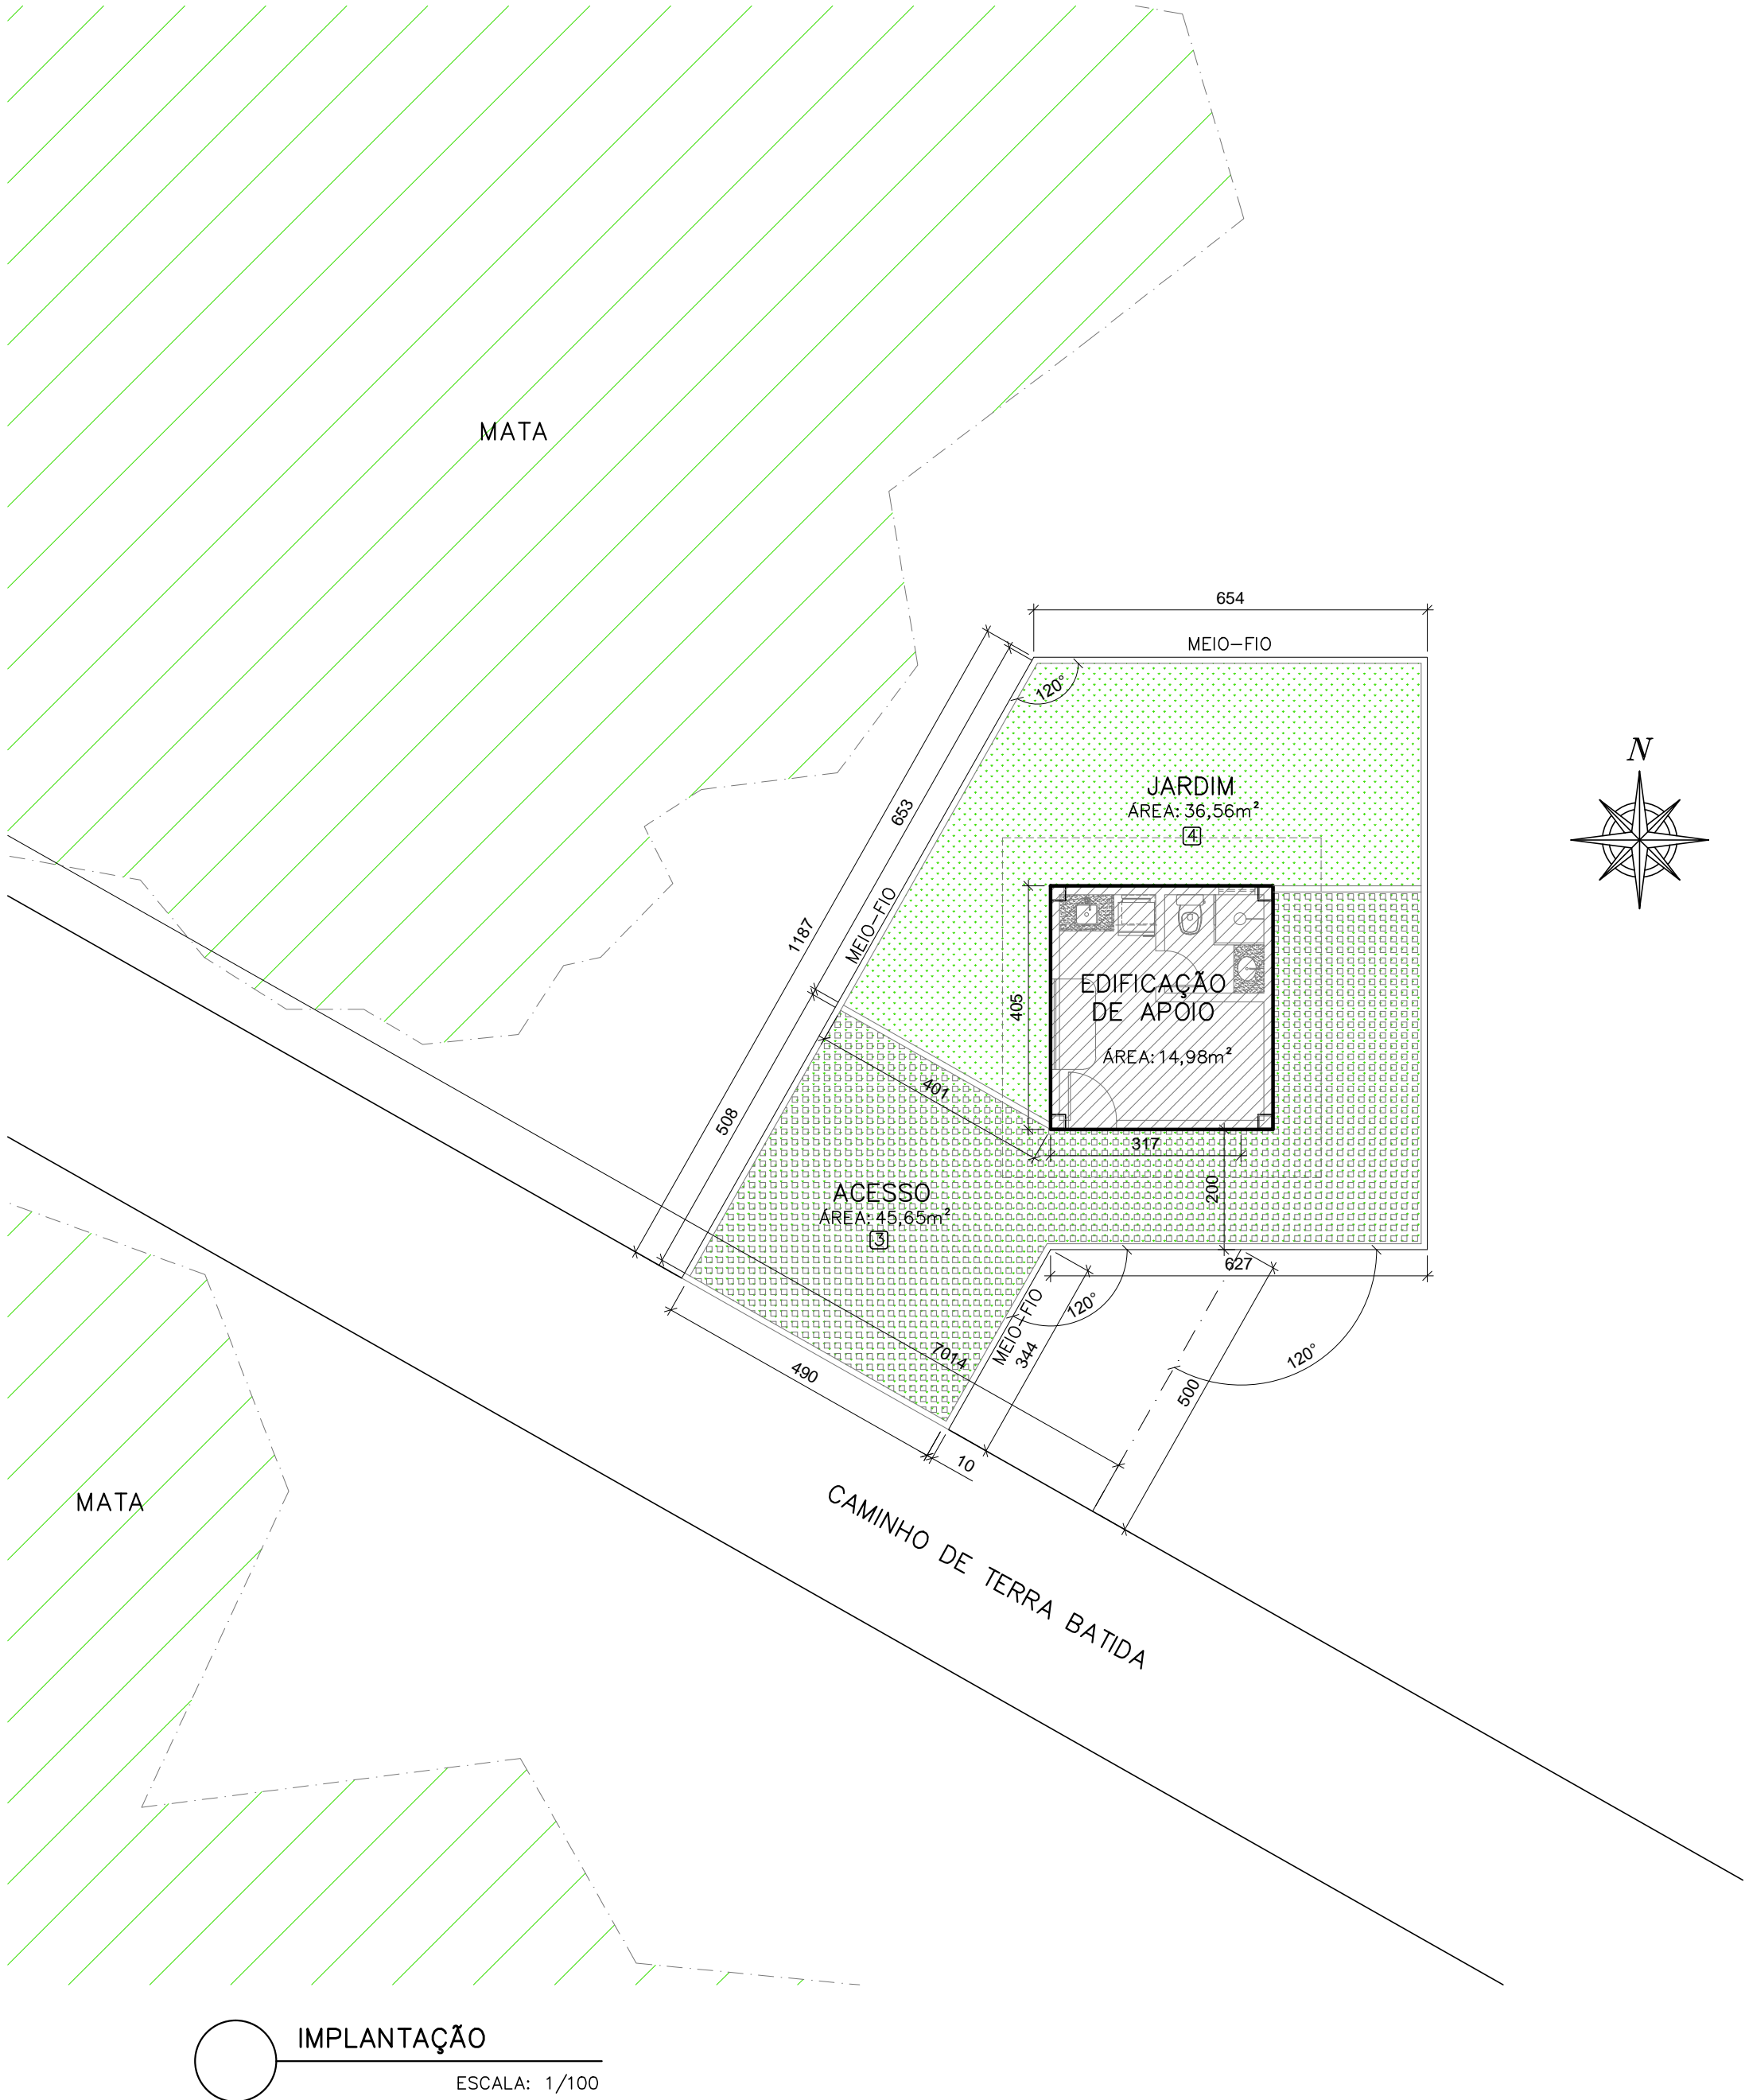 MATA
654
MEIO-FIO
120°
N
JARDIM
ÁREA: 36,56m²
4
653
1187
MEIO-FIO
405
EDIFICAÇÃO
DE APOIO
ÁREA: 14,98m²
401
508
317
200
ACESSO
ÁREA: 45,65m²
3
627
MEIO-FIO
120°
344
7014
120°
490
500
10
MATA
CAMINHO DE TERRA BATIDA
IMPLANTAÇÃO
ESCALA: 1/100